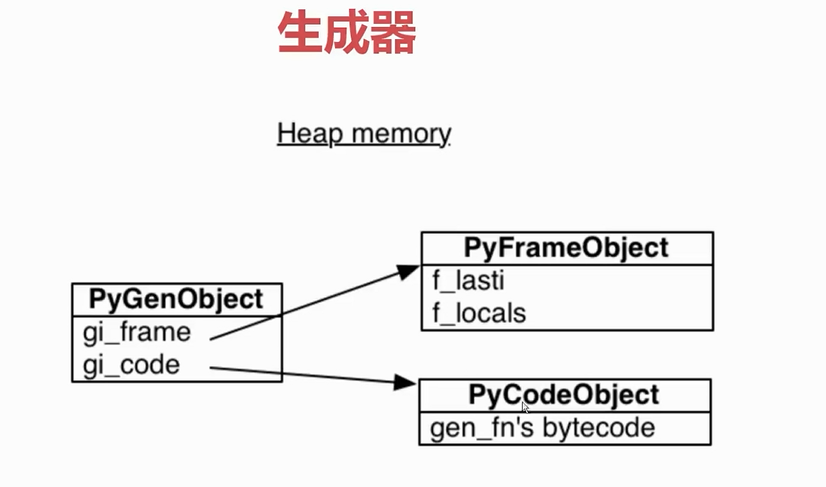 生成器
Heap memory
PyGenObject
gi_frame
gi_code
PyFrameObject
f_lasti
f_locals
PyCodeObject
gen_fn's bytecode